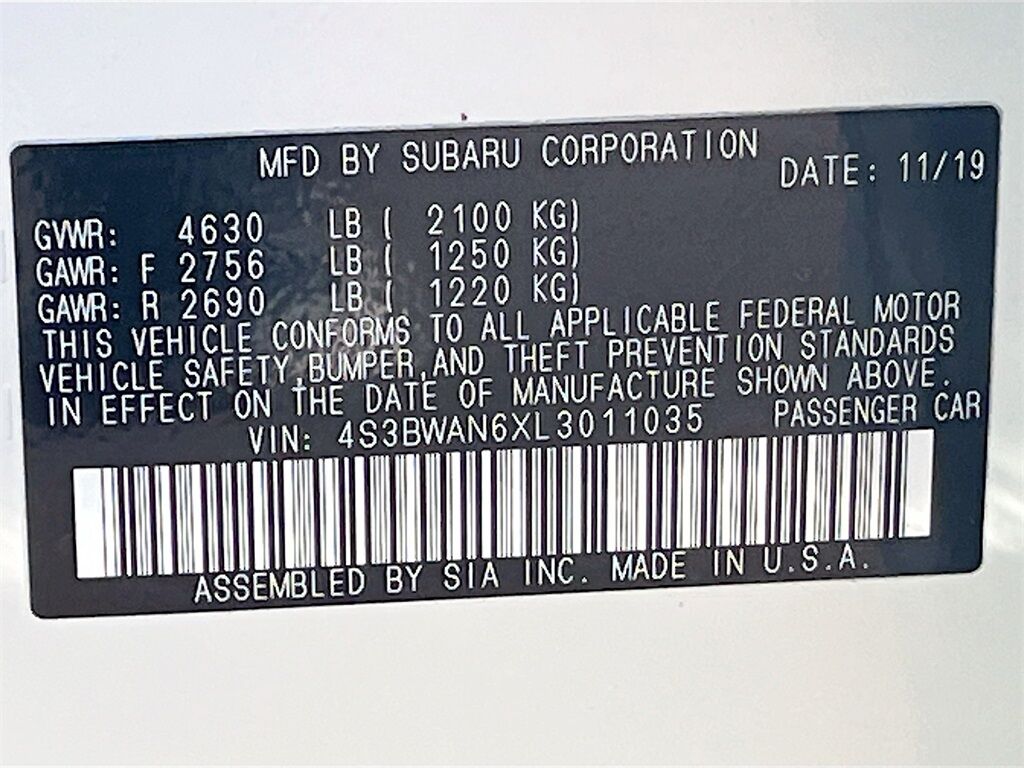 MFD BY SUBARU CORPORATION DATE: 11/19
GVWR: 4630 LB ( 2100 KG)
GAWR: F 2756 LB ( 1250 KG)
GAWR: R 2690 LB ( 1220 KG)
THIS VEHICLE CONFORMS TO ALL APPLICABLE FEDERAL MOTOR
VEHICLE SAFETY,BUMPER,AND THEFT PREVENTION STANDARDS
IN EFFECT ON THE DATE OF MANUFACTURE SHOWN ABOVE.
VIN: 4S3BWAN6XL3011035 PASSENGER CAR
ASSEMBLED BY SIA INC. MADE IN U.S.A.